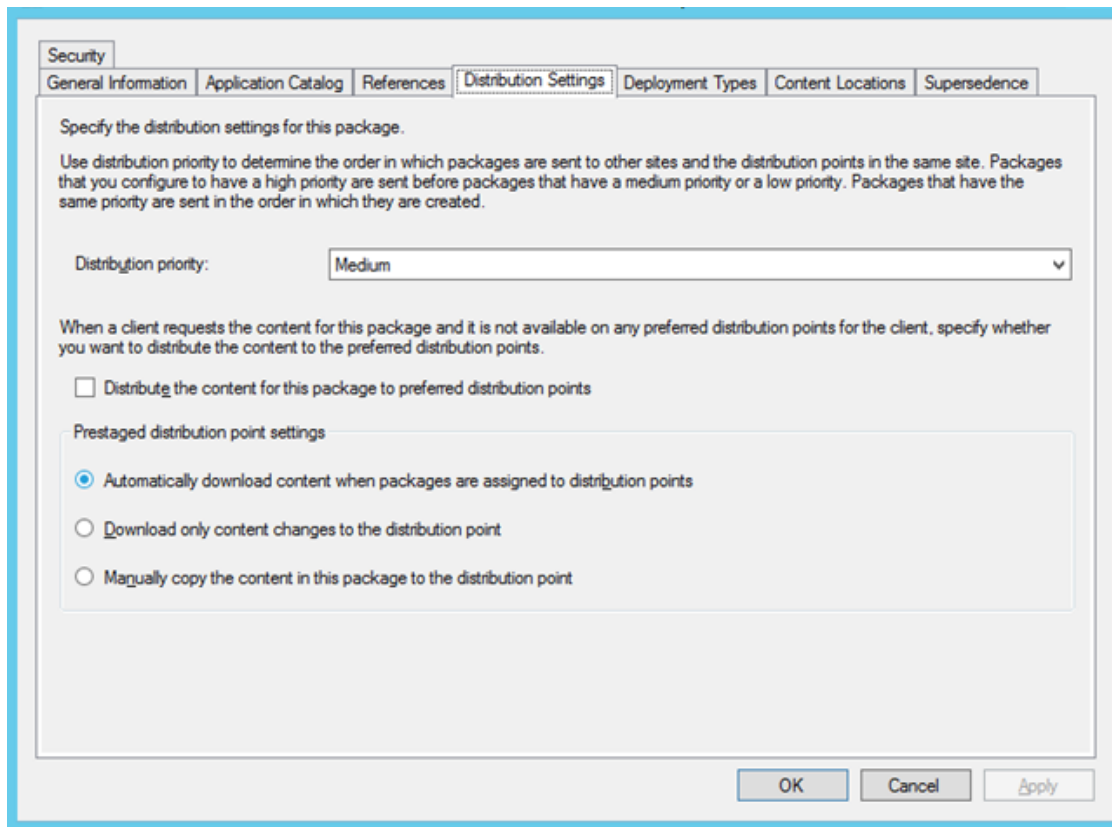 Security
General Information Application Catalog References Distribution Settings Deployment Types Content Locations Supersedence
Specify the distribution settings for this package.
Use distribution priority to determine the order in which packages are sent to other sites and the distribution points in the same site. Packages
that you configure to have a high priority are sent before packages that have a medium priority or a low priority. Packages that have the
same priority are sent in the order in which they are created.
Distribution priority: Medium
When a client requests the content for this package and it is not available on any preferred distribution points for the client, specify whether
you want to distribute the content to the preferred distribution points.
Distribute the content for this package to preferred distribution points
Prestaged distribution point settings
Automatically download content when packages are assigned to distribution points
Download only content changes to the distribution point
Manually copy the content in this package to the distribution point
OK Cancel Apply